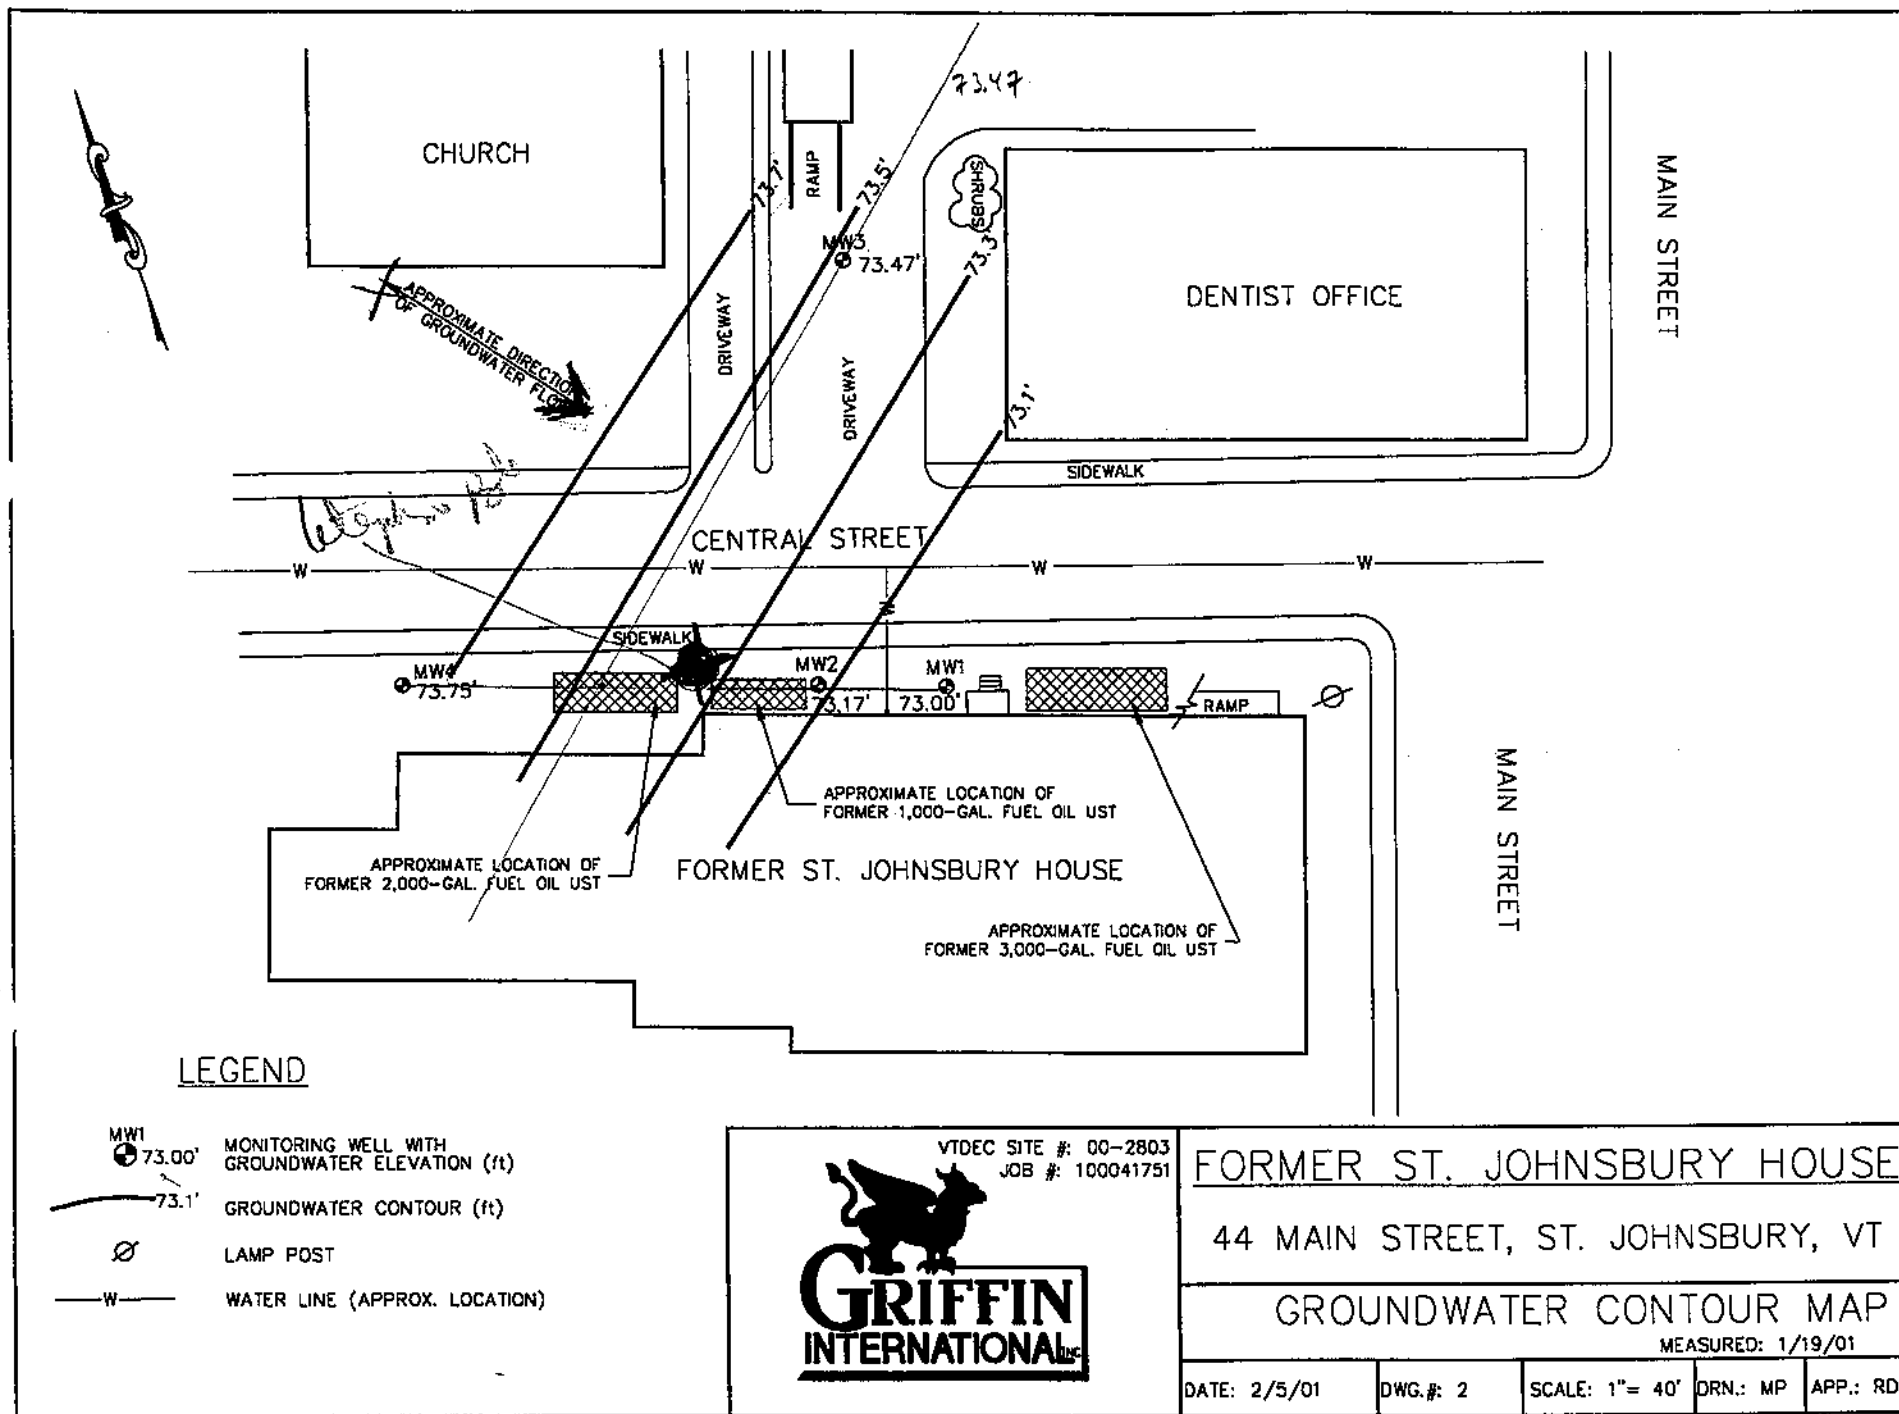 73.47
CHURCH
RAMP
73.7'
73.5'
SHRUBS
MW3
73.47'
73.3'
MAIN STREET
DENTIST OFFICE
APPROXIMATE DIRECTION
OF GROUNDWATER FLOW
DRIVEWAY
DRIVEWAY
73.1'
SIDEWALK
CENTRAL STREET
W
W
W
W
W
SIDEWALK
MW4
73.75'
MW2
73.17'
MW1
73.00'
RAMP
MAIN STREET
APPROXIMATE LOCATION OF
FORMER 1,000-GAL. FUEL OIL UST
APPROXIMATE LOCATION OF
FORMER 2,000-GAL. FUEL OIL UST
FORMER ST. JOHNSBURY HOUSE
APPROXIMATE LOCATION OF
FORMER 3,000-GAL. FUEL OIL UST
LEGEND
MW1
73.00'
MONITORING WELL WITH
GROUNDWATER ELEVATION (ft)
73.1'
GROUNDWATER CONTOUR (ft)
LAMP POST
W
WATER LINE (APPROX. LOCATION)
VTDEC SITE #: 00-2803
JOB #: 100041751
GRIFFIN
INTERNATIONAL INC
FORMER ST. JOHNSBURY HOUSE
44 MAIN STREET, ST. JOHNSBURY, VT
GROUNDWATER CONTOUR MAP
MEASURED: 1/19/01
DATE: 2/5/01
DWG.#: 2
SCALE: 1"= 40'
DRN.: MP
APP.: RD